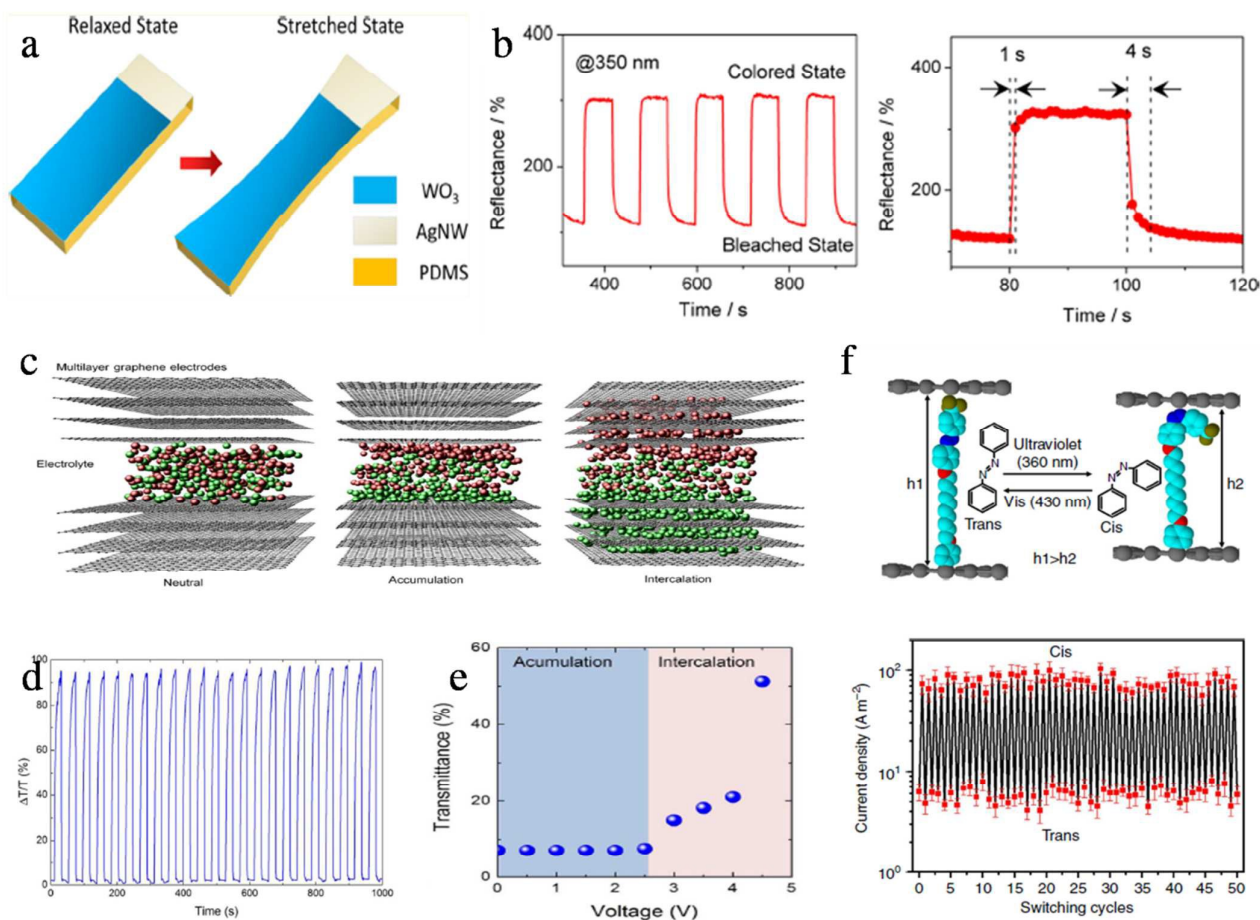 a
Relaxed State
Stretched State
WO₃
AgNW
PDMS
b
@350 nm
Colored State
Bleached State
Reflectance / %
400
300
200
400
600
800
Time / s
1 s
4 s
Reflectance / %
400
200
80
100
120
Time / s
c
Multilayer graphene electrodes
Electrolyte
Neutral
Accumulation
Intercalation
f
h1
N
N
Trans
Ultraviolet
(360 nm)
Vis (430 nm)
N
N
Cis
h2
h1>h2
d
ΔT/T (%)
100
80
60
40
20
0
0
200
400
600
800
1000
Time (s)
e
Acumulation
Intercalation
Transmittance (%)
60
40
20
0
0
1
2
3
4
5
Voltage (V)
Cis
Trans
Current density (A m⁻²)
10²
10¹
10⁰
0 5 10 15 20 25 30 35 40 45 50
Switching cycles